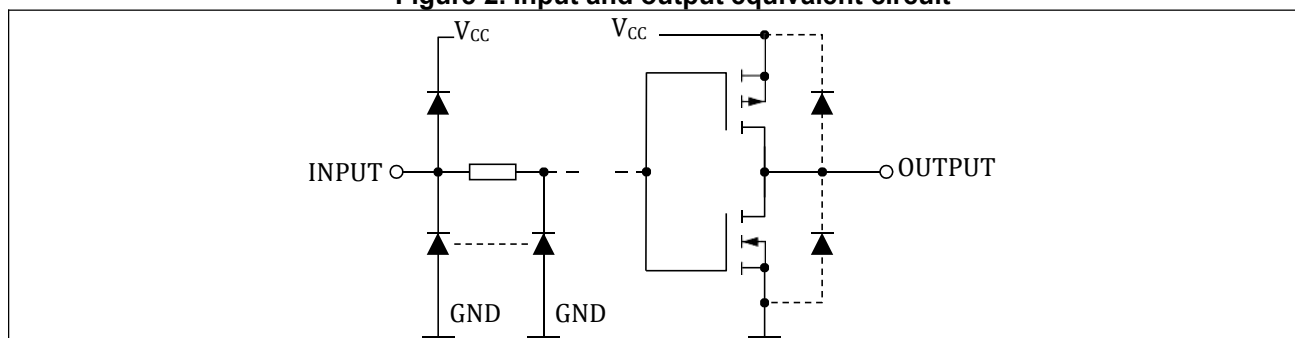 Figure 2. Input and output equivalent circuit
VCC
VCC
INPUT
OUTPUT
GND
GND